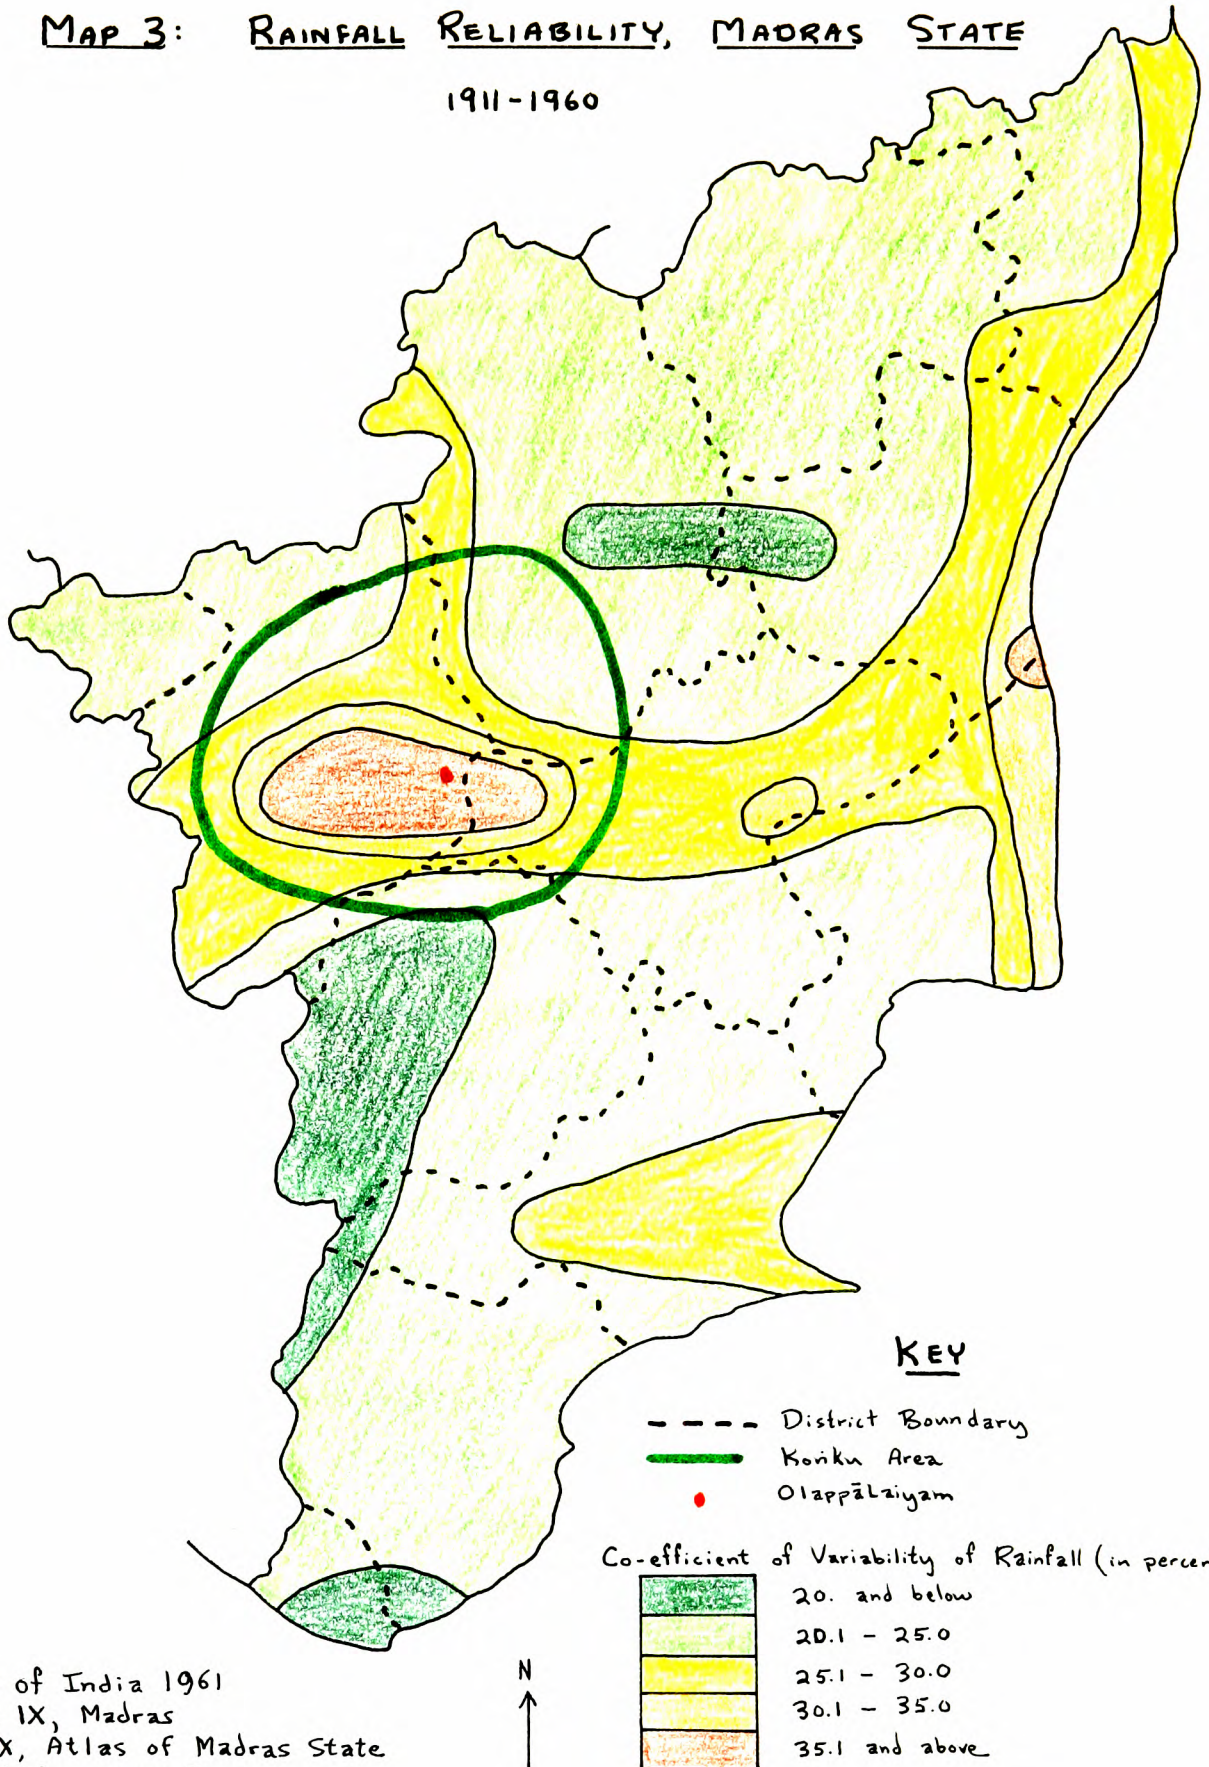 MAP 3: RAINFALL RELIABILITY, MADRAS STATE
1911-1960
KEY
District Boundary
Końku Area
OlappāLaiyam
Co-efficient of Variability of Rainfall (in percen
20. and below
20.1 - 25.0
25.1 - 30.0
30.1 - 35.0
35.1 and above
N
of India 1961
IX, Madras
X, Atlas of Madras State